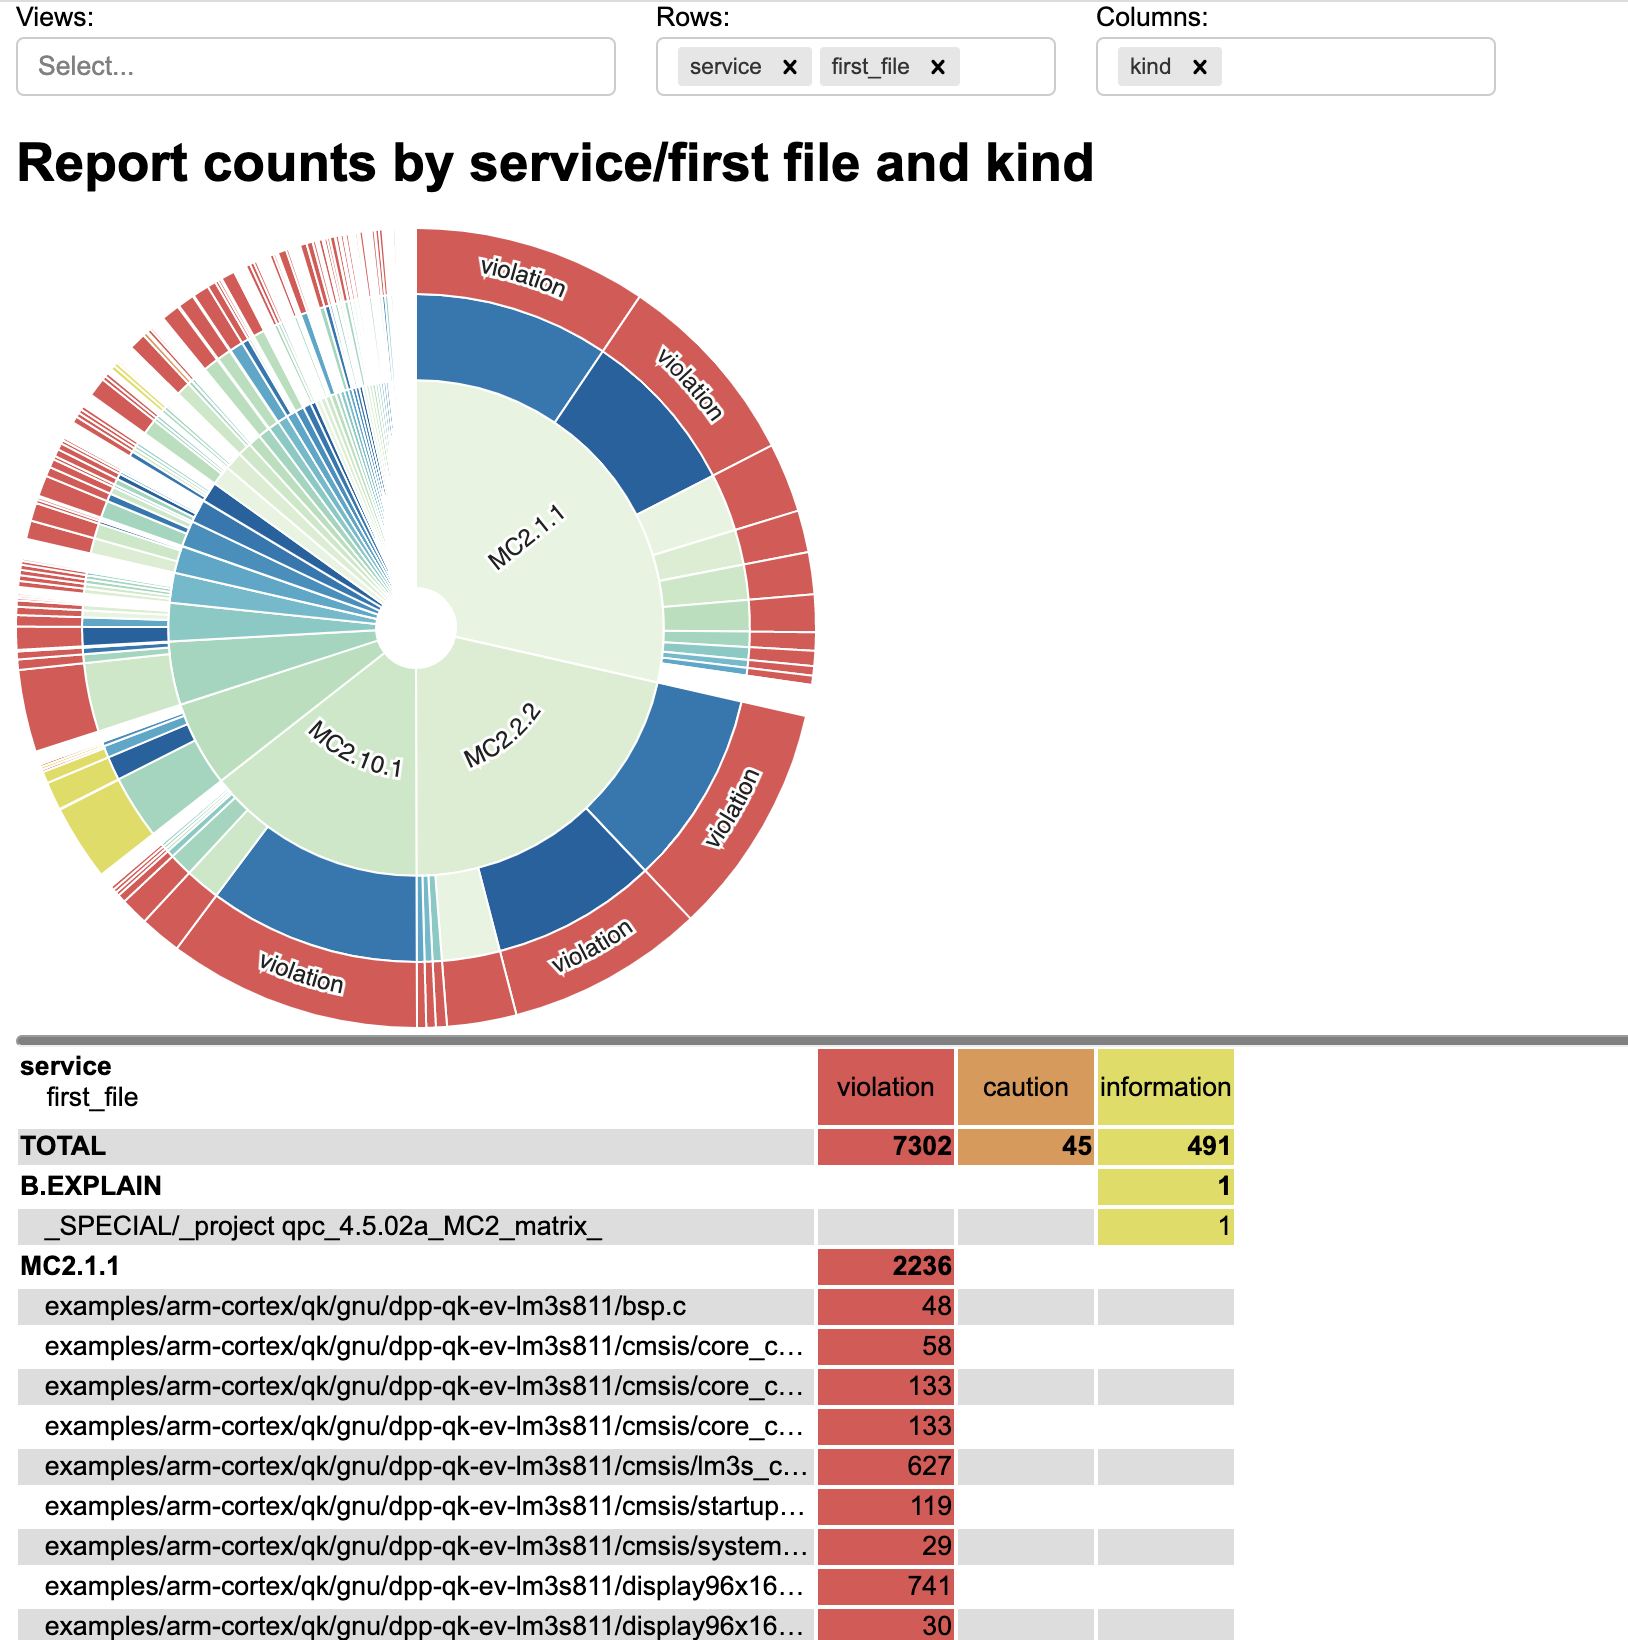 Views:
Rows:
Columns:
Select...
service ×
first_file ×
kind ×
Report counts by service/first file and kind
violation
violation
MC2.1.1
MC2.2.2
MC2.10.1
violation
violation
violation
service
first_file
violation
caution
information
TOTAL 7302 45 491
B.EXPLAIN 1
_SPECIAL/_project qpc_4.5.02a_MC2_matrix_ 1
MC2.1.1 2236
examples/arm-cortex/qk/gnu/dpp-qk-ev-lm3s811/bsp.c 48
examples/arm-cortex/qk/gnu/dpp-qk-ev-lm3s811/cmsis/core_c… 58
examples/arm-cortex/qk/gnu/dpp-qk-ev-lm3s811/cmsis/core_c… 133
examples/arm-cortex/qk/gnu/dpp-qk-ev-lm3s811/cmsis/core_c… 133
examples/arm-cortex/qk/gnu/dpp-qk-ev-lm3s811/cmsis/lm3s_c… 627
examples/arm-cortex/qk/gnu/dpp-qk-ev-lm3s811/cmsis/startup… 119
examples/arm-cortex/qk/gnu/dpp-qk-ev-lm3s811/cmsis/system… 29
examples/arm-cortex/qk/gnu/dpp-qk-ev-lm3s811/display96x16… 741
examples/arm-cortex/qk/gnu/dpp-qk-ev-lm3s811/display96x16… 30